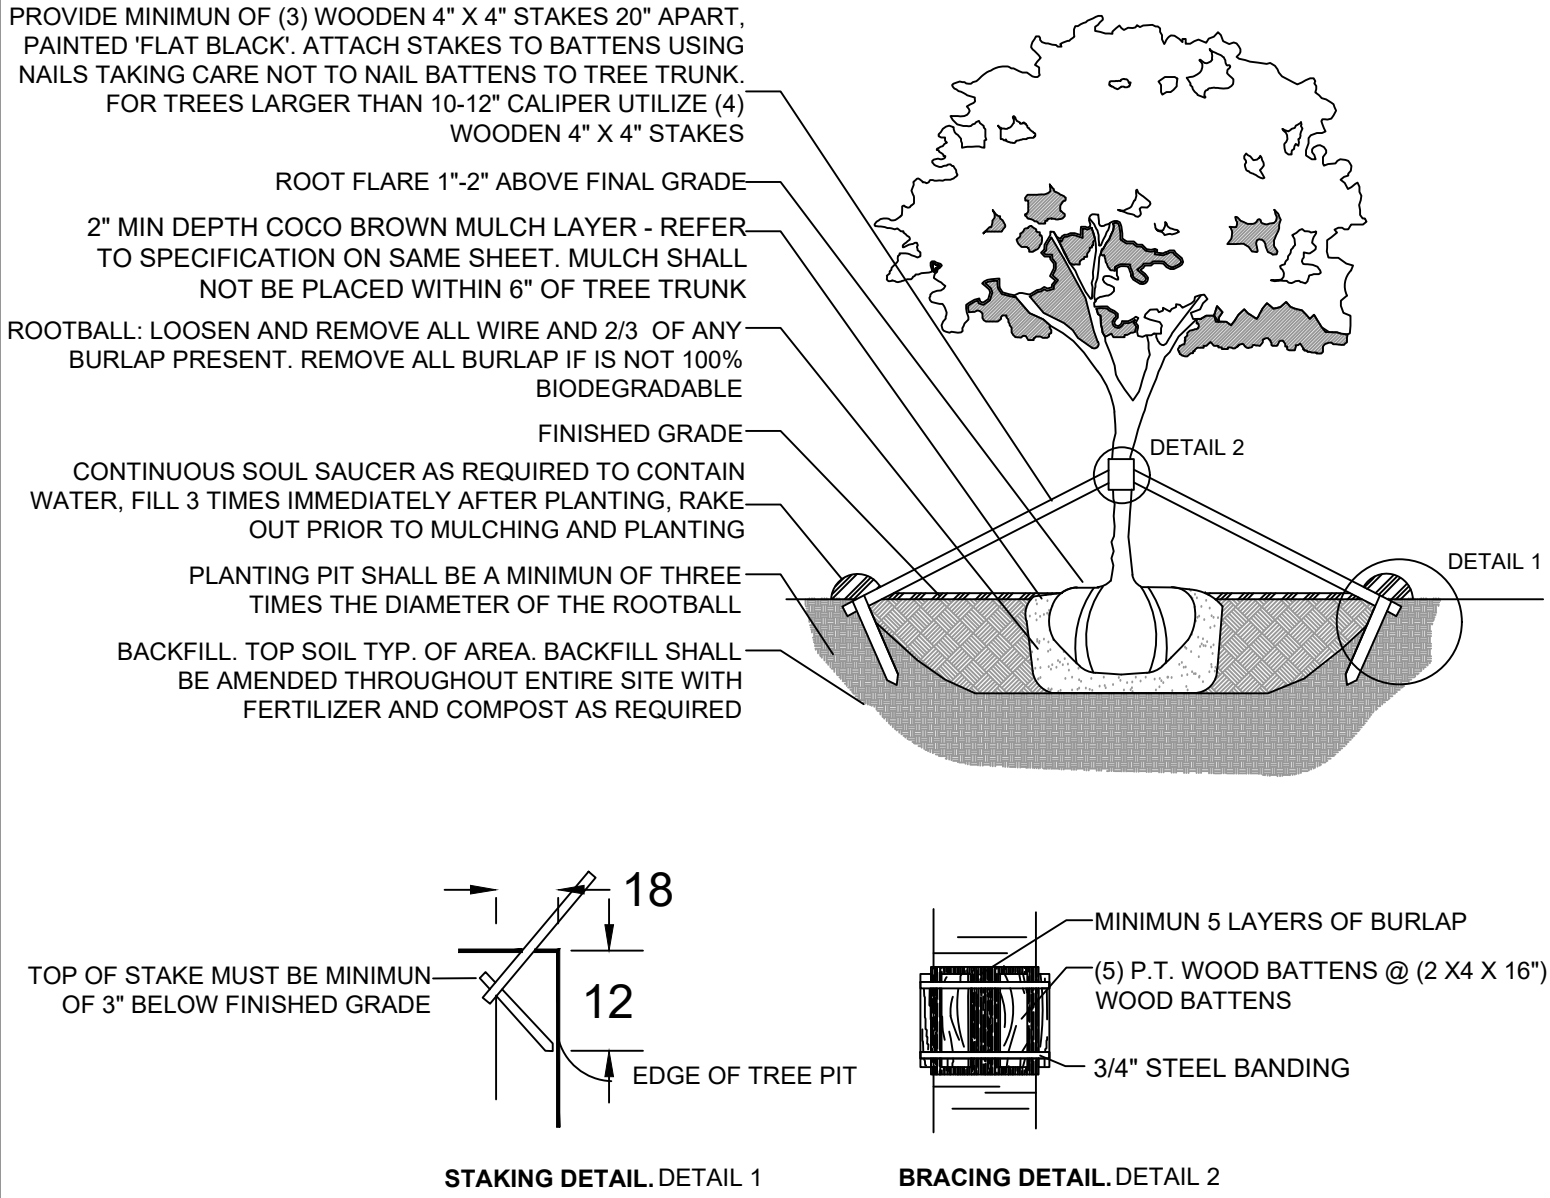 PROVIDE MINIMUN OF (3) WOODEN 4" X 4" STAKES 20" APART,
PAINTED 'FLAT BLACK'. ATTACH STAKES TO BATTENS USING
NAILS TAKING CARE NOT TO NAIL BATTENS TO TREE TRUNK.
FOR TREES LARGER THAN 10-12" CALIPER UTILIZE (4)
WOODEN 4" X 4" STAKES
ROOT FLARE 1"-2" ABOVE FINAL GRADE
2" MIN DEPTH COCO BROWN MULCH LAYER - REFER
TO SPECIFICATION ON SAME SHEET. MULCH SHALL
NOT BE PLACED WITHIN 6" OF TREE TRUNK
ROOTBALL: LOOSEN AND REMOVE ALL WIRE AND 2/3 OF ANY
BURLAP PRESENT. REMOVE ALL BURLAP IF IS NOT 100%
BIODEGRADABLE
FINISHED GRADE
CONTINUOUS SOUL SAUCER AS REQUIRED TO CONTAIN
WATER, FILL 3 TIMES IMMEDIATELY AFTER PLANTING, RAKE
OUT PRIOR TO MULCHING AND PLANTING
PLANTING PIT SHALL BE A MINIMUN OF THREE
TIMES THE DIAMETER OF THE ROOTBALL
BACKFILL. TOP SOIL TYP. OF AREA. BACKFILL SHALL
BE AMENDED THROUGHOUT ENTIRE SITE WITH
FERTILIZER AND COMPOST AS REQUIRED
DETAIL 2
DETAIL 1
18
12
TOP OF STAKE MUST BE MINIMUN
OF 3" BELOW FINISHED GRADE
EDGE OF TREE PIT
STAKING DETAIL. DETAIL 1
MINIMUN 5 LAYERS OF BURLAP
(5) P.T. WOOD BATTENS @ (2 X4 X 16")
WOOD BATTENS
3/4" STEEL BANDING
BRACING DETAIL. DETAIL 2